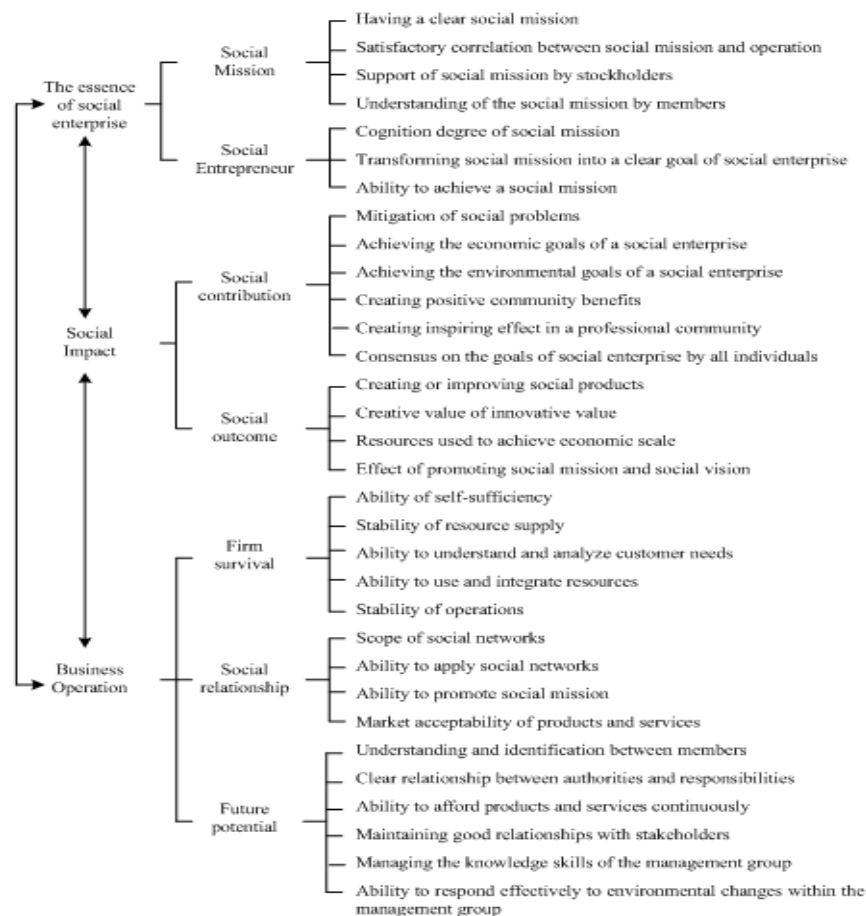 Having a clear social mission
Social
Mission
Satisfactory correlation between social mission and operation
Support of social mission by stockholders
The essence
of social
enterprise
Understanding of the social mission by members
Cognition degree of social mission
Social
Entrepreneur
Transforming social mission into a clear goal of social enterprise
Ability to achieve a social mission
Mitigation of social problems
Achieving the economic goals of a social enterprise
Social
contribution
Achieving the environmental goals of a social enterprise
Creating positive community benefits
Social
Impact
Creating inspiring effect in a professional community
Consensus on the goals of social enterprise by all individuals
Creating or improving social products
Social
outcome
Creative value of innovative value
Resources used to achieve economic scale
Effect of promoting social mission and social vision
Ability of self-sufficiency
Stability of resource supply
Firm
survival
Ability to understand and analyze customer needs
Ability to use and integrate resources
Stability of operations
Scope of social networks
Business
Operation
Social
relationship
Ability to apply social networks
Ability to promote social mission
Market acceptability of products and services
Understanding and identification between members
Clear relationship between authorities and responsibilities
Future
potential
Ability to afford products and services continuously
Maintaining good relationships with stakeholders
Managing the knowledge skills of the management group
Ability to respond effectively to environmental changes within the
management group